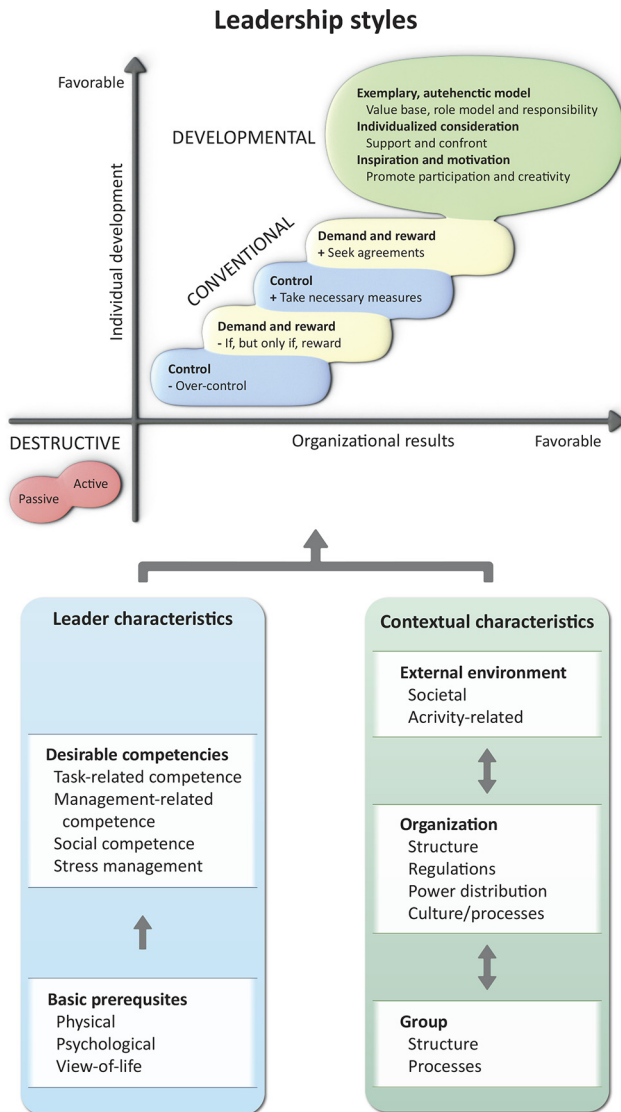 Leadership styles
Favorable
Individual development
DEVELOPMENTAL
Exemplary, autehenctic model
Value base, role model and responsibility
Individualized consideration
Support and confront
Inspiration and motivation
Promote participation and creativity
CONVENTIONAL
Demand and reward
+ Seek agreements
Control
+ Take necessary measures
Demand and reward
- If, but only if, reward
Control
- Over-control
DESTRUCTIVE
Organizational results
Favorable
Passive
Active
Leader characteristics
Desirable competencies
Task-related competence
Management-related
competence
Social competence
Stress management
Basic prerequsites
Physical
Psychological
View-of-life
Contextual characteristics
External environment
Societal
Acrivity-related
Organization
Structure
Regulations
Power distribution
Culture/processes
Group
Structure
Processes